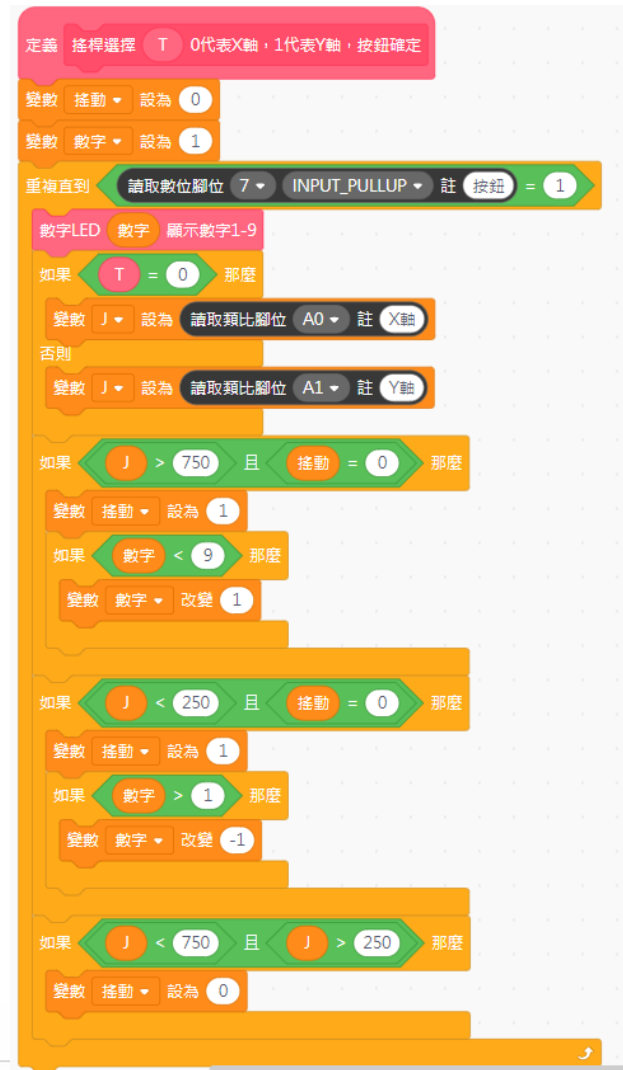 定義 搖桿選擇 T 0代表X軸，1代表Y軸，按鈕確定
變數 搖動 設為 0
變數 數字 設為 1
重複直到 讀取數位腳位 7 INPUT_PULLUP 註 按鈕 = 1
數字LED 數字 顯示數字1-9
如果 T = 0 那麼
變數 J 設為 讀取類比腳位 A0 註 X軸
否則
變數 J 設為 讀取類比腳位 A1 註 Y軸
如果 J > 750 且 搖動 = 0 那麼
變數 搖動 設為 1
如果 數字 < 9 那麼
變數 數字 改變 1
如果 J < 250 且 搖動 = 0 那麼
變數 搖動 設為 1
如果 數字 > 1 那麼
變數 數字 改變 -1
如果 J < 750 且 J > 250 那麼
變數 搖動 設為 0